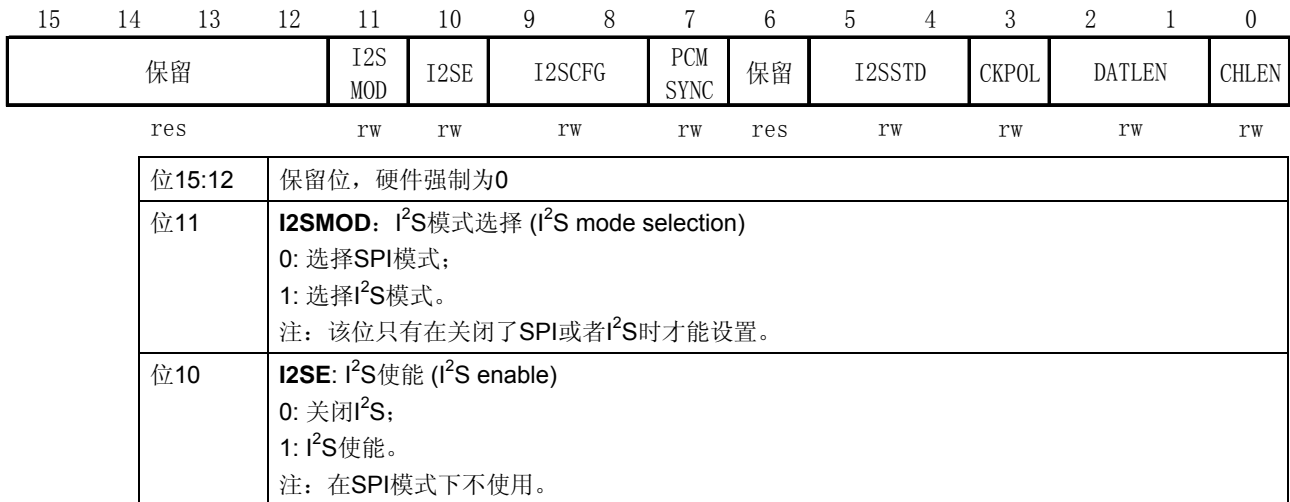 15 14 13 12 11 10 9 8 7 6 5 4 3 2 1 0
保留 I2S MOD I2SE I2SCFG PCM SYNC 保留 I2SSTD CKPOL DATLEN CHLEN
res rw rw rw rw res rw rw rw rw
位15:12 保留位，硬件强制为0
位11 I2SMOD：I²S模式选择 (I²S mode selection)
0: 选择SPI模式；
1: 选择I²S模式。
注：该位只有在关闭了SPI或者I²S时才能设置。
位10 I2SE: I²S使能 (I²S enable)
0: 关闭I²S；
1: I²S使能。
注：在SPI模式下不使用。